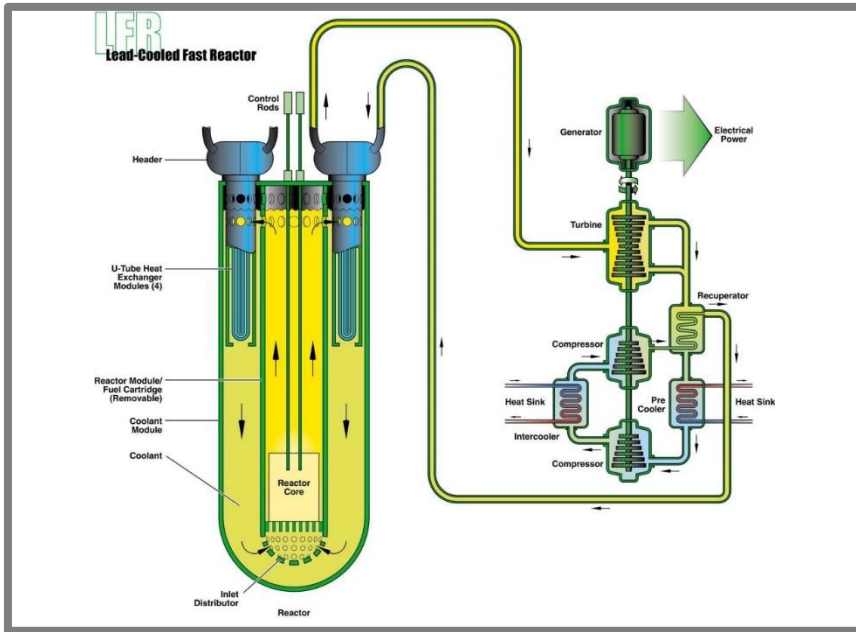 LFR
Lead-Cooled Fast Reactor
Control
Rods
Header
U-Tube Heat
Exchanger
Modules (4)
Reactor Module/
Fuel Cartridge
(Removable)
Coolant
Module
Coolant
Reactor
Core
Inlet
Distributor
Reactor
Generator
Electrical
Power
Turbine
Recuperator
Compressor
Heat Sink
Pre
Cooler
Heat Sink
Intercooler
Compressor